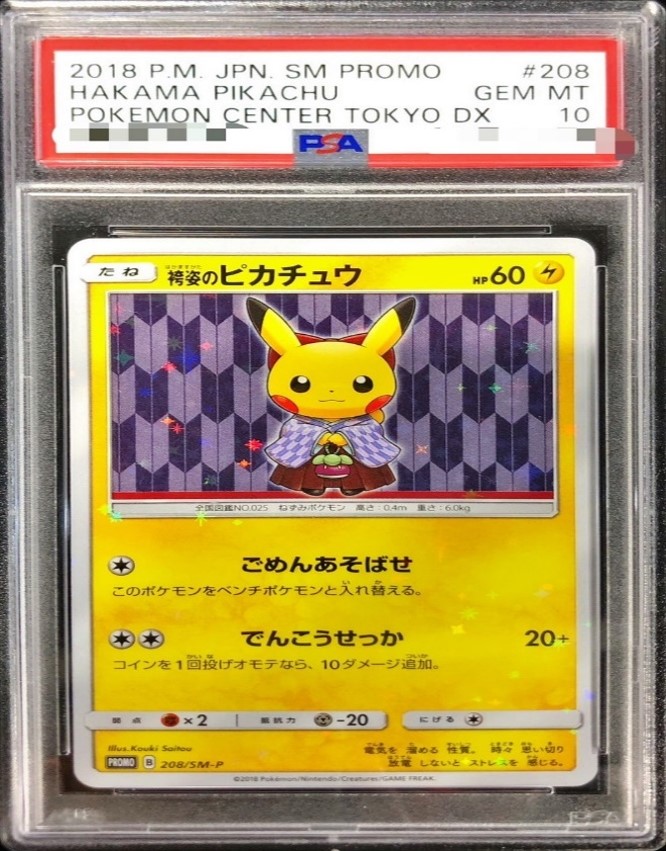 2018 P.M. JPN. SM PROMO #208
HAKAMA PIKACHU GEM MT
POKEMON CENTER TOKYO DX 10
PSA
たね 袴姿のピカチュウ HP60
全国図鑑NO.025 ねずみポケモン 高さ:0.4m 重さ:6.0kg
ごめんあそばせ
このポケモンをベンチポケモンと入れ替える。
でんこうせっか 20+
コインを1回投げオモテなら、10ダメージ追加。
弱点 ×2 抵抗力 -20 にげる
Illus.Kouki Saitou
電気を 溜める 性質。 時々 思い切り
放電 しないと ストレスを 感じる。
PROMO B 208/SM-P
©2018 Pokémon/Nintendo/Creatures/GAME FREAK.